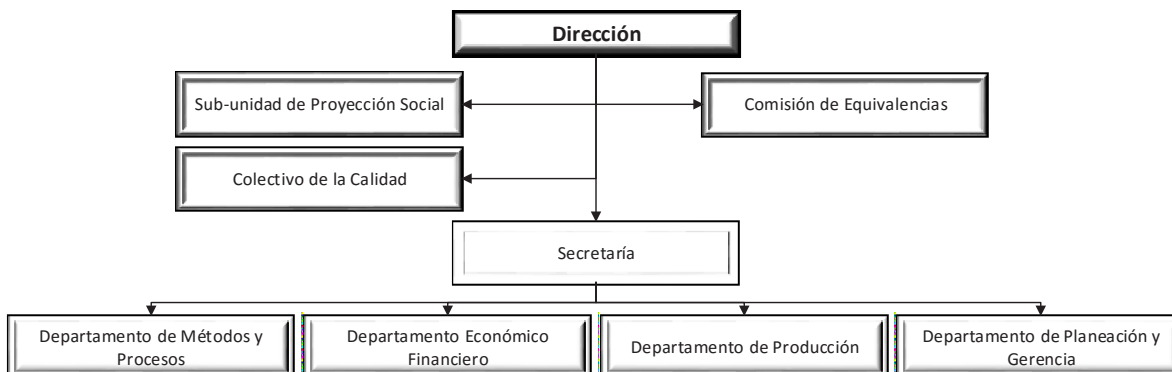 Dirección
Sub-unidad de Proyección Social
Comisión de Equivalencias
Colectivo de la Calidad
Secretaría
Departamento de Métodos y
Procesos
Departamento Económico
Financiero
Departamento de Producción
Departamento de Planeación y
Gerencia